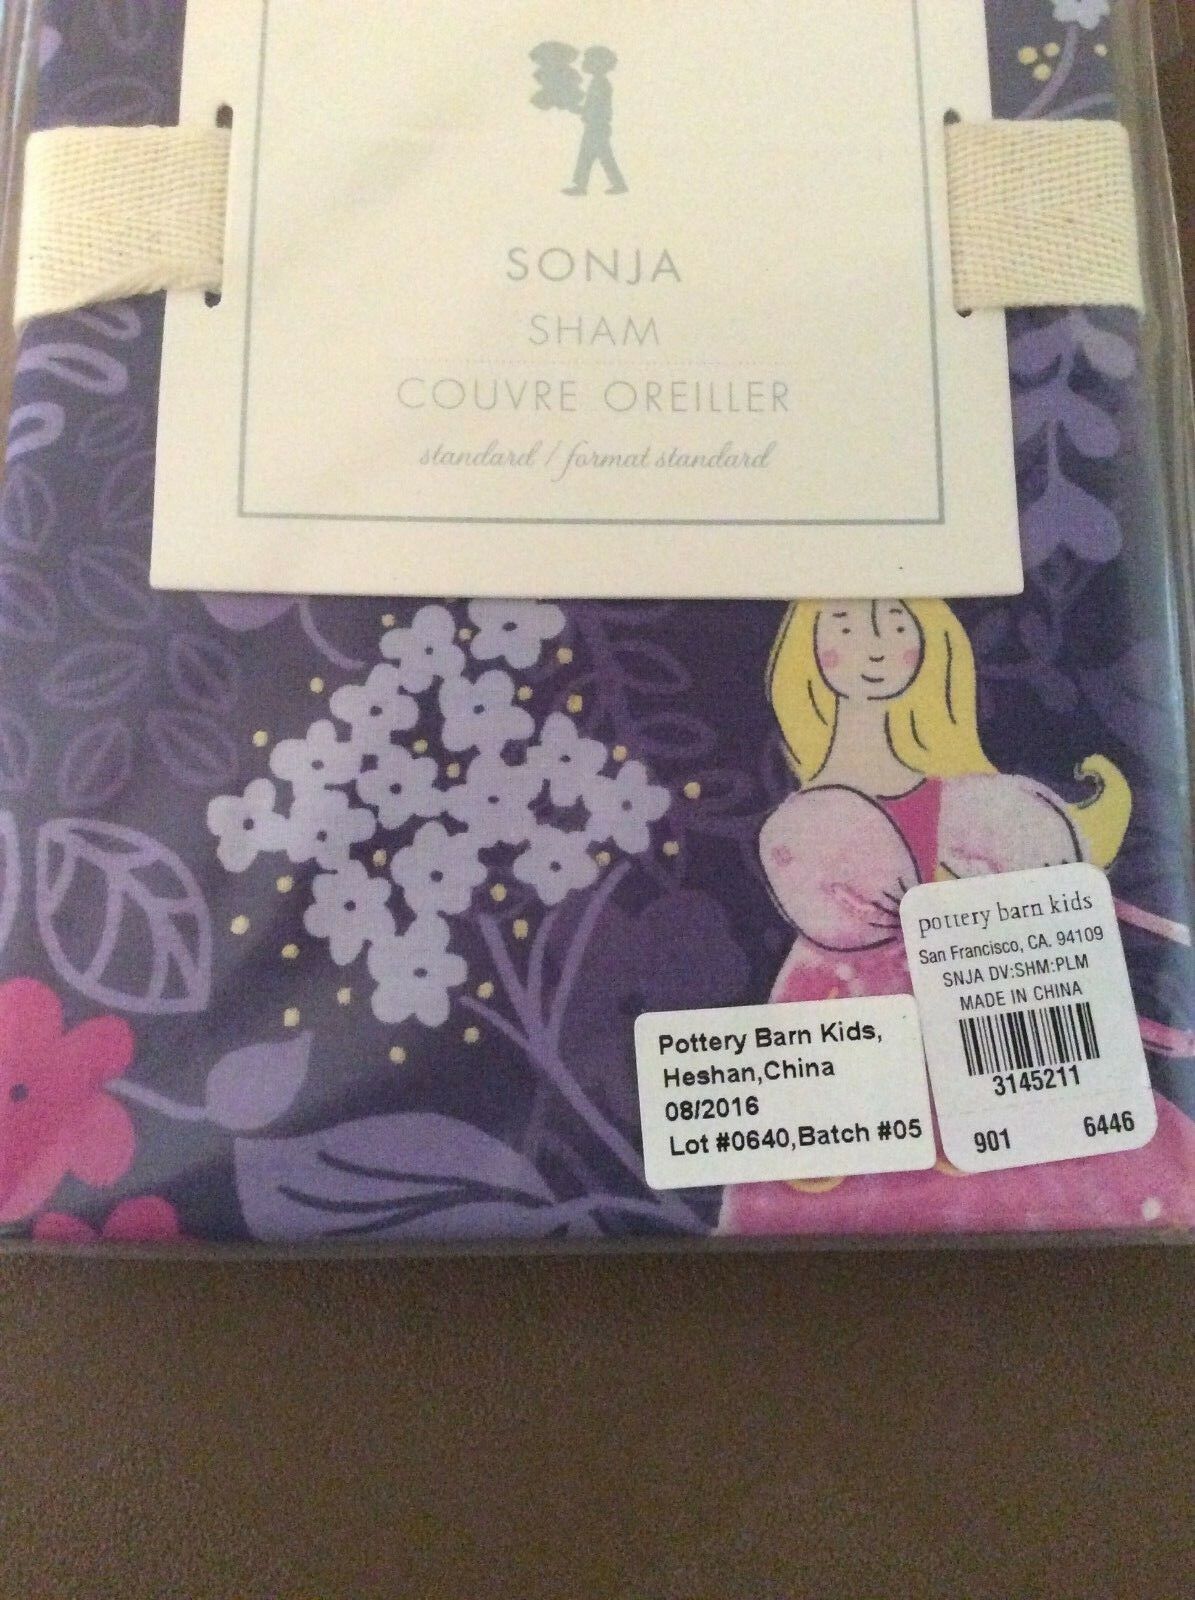 SONJA
SHAM
COUVRE OREILLER
standard / format standard
pottery barn kids
San Francisco, CA. 94109
SNJA DV:SHM:PLM
MADE IN CHINA
3145211
901 6446
Pottery Barn Kids,
Heshan,China
08/2016
Lot #0640,Batch #05